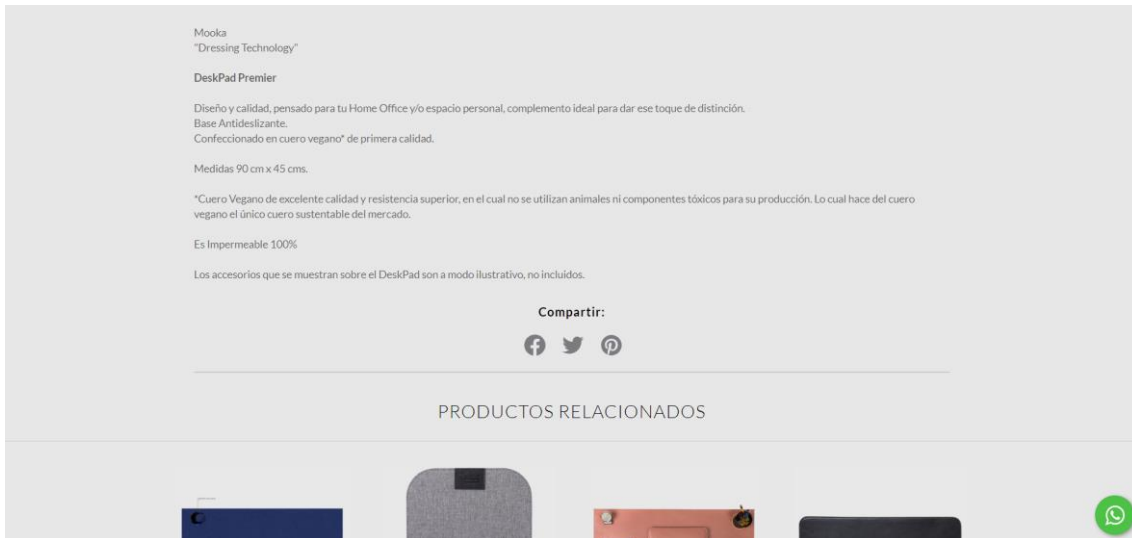 Mooka
"Dressing Technology"
DeskPad Premier
Diseño y calidad, pensado para tu Home Office y/o espacio personal, complemento ideal para dar ese toque de distinción.
Base Antideslizante.
Confeccionado en cuero vegano* de primera calidad.
Medidas 90 cm x 45 cms.
*Cuero Vegano de excelente calidad y resistencia superior, en el cual no se utilizan animales ni componentes tóxicos para su producción. Lo cual hace del cuero
vegano el único cuero sustentable del mercado.
Es Impermeable 100%
Los accesorios que se muestran sobre el DeskPad son a modo ilustrativo, no incluidos.
Compartir:
PRODUCTOS RELACIONADOS